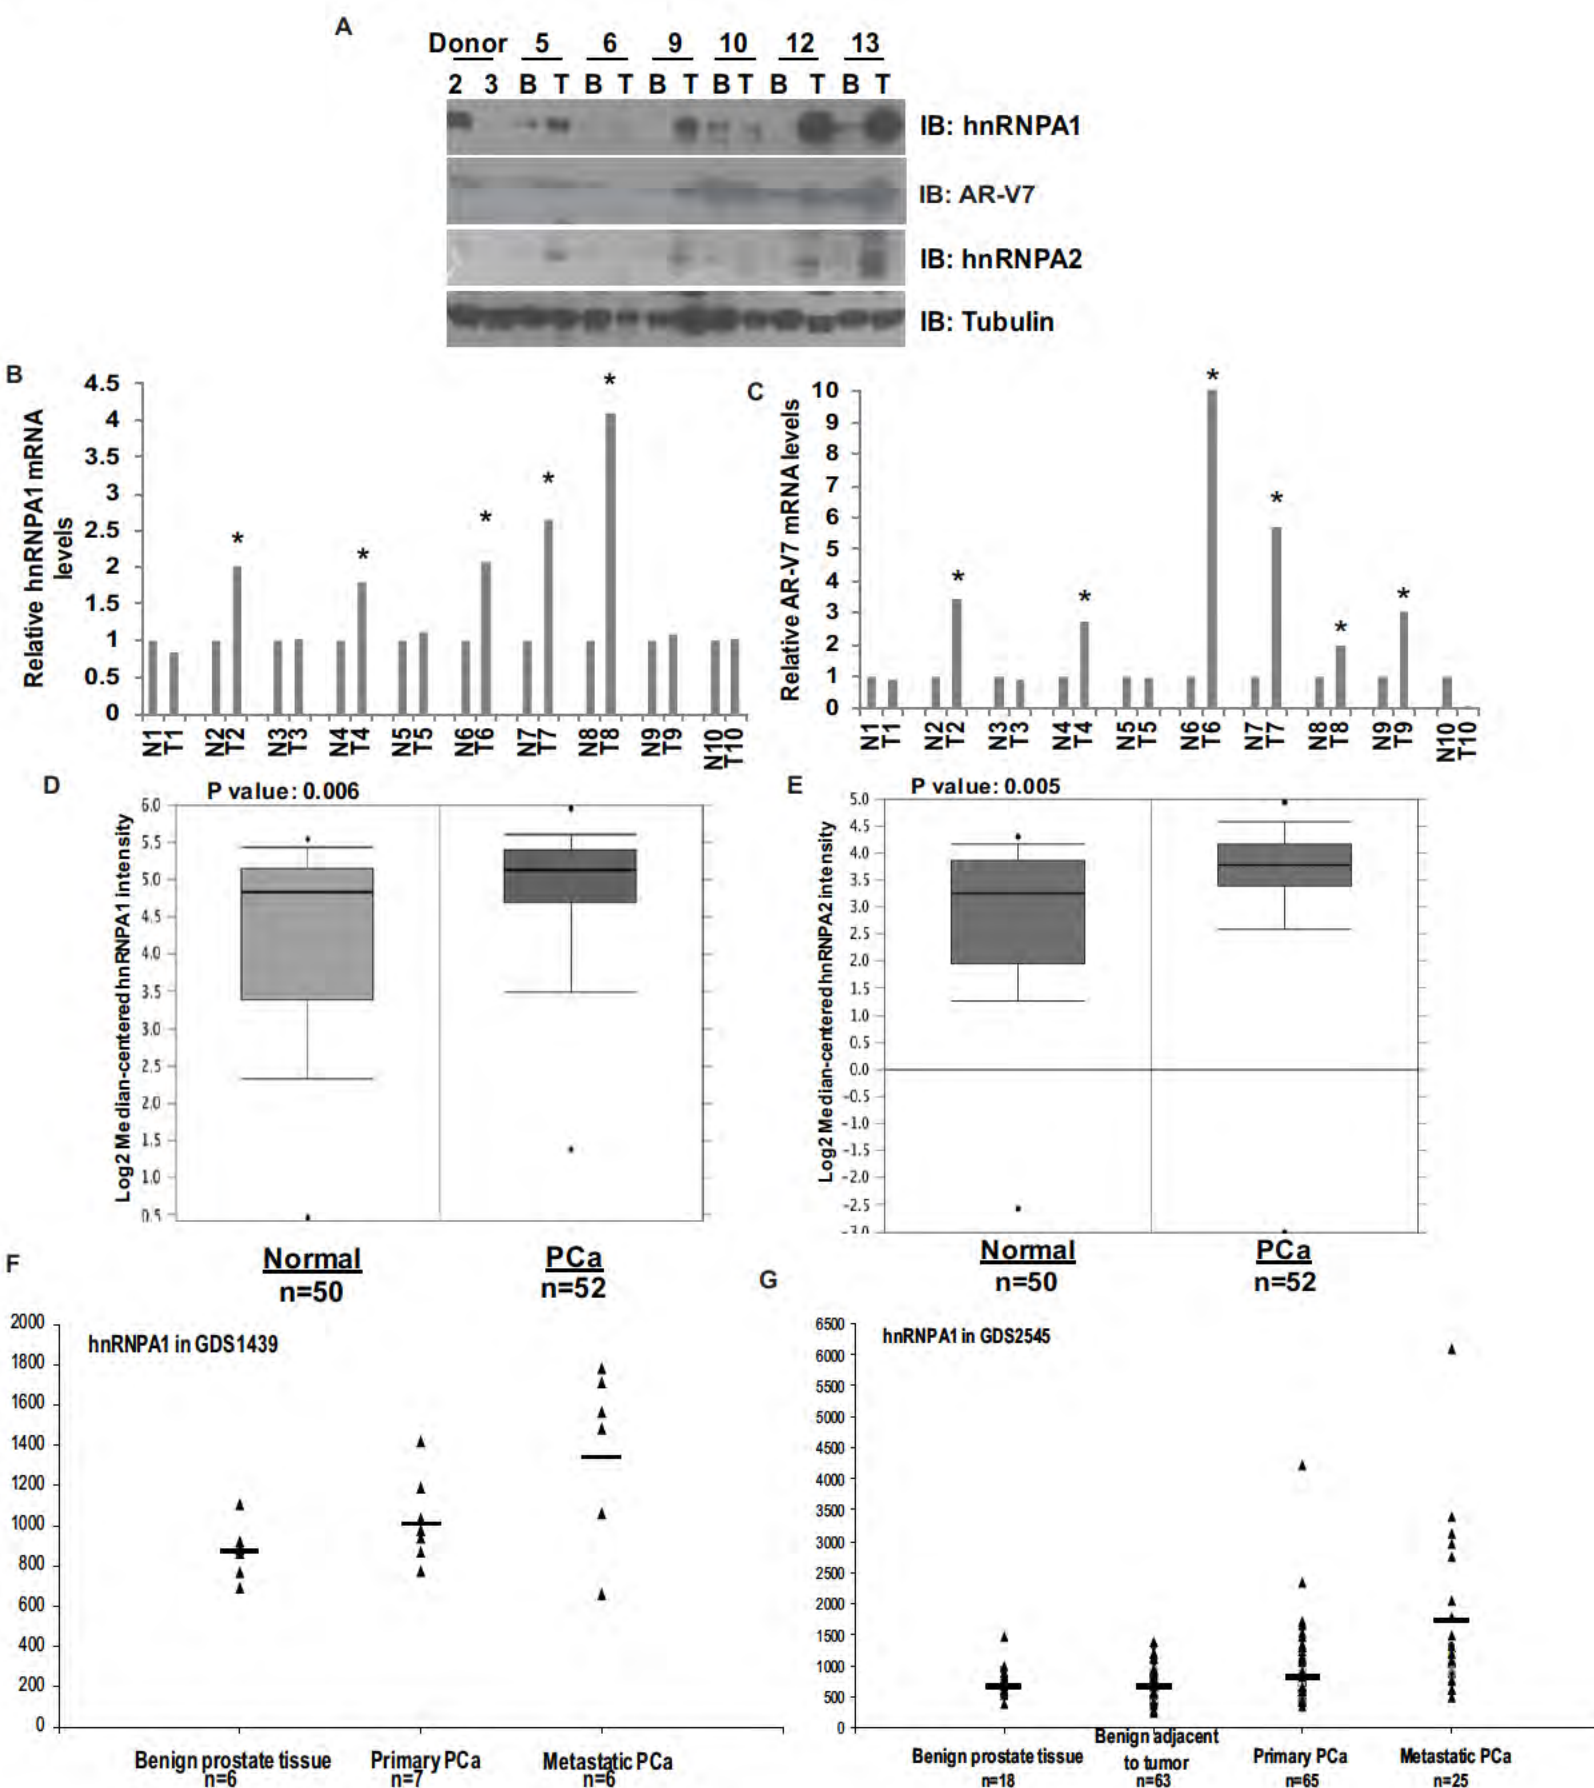 A
Donor 5 6 9 10 12 13
2 3 B T B T B T B T B T B T
IB: hnRNPA1
IB: AR-V7
IB: hnRNPA2
IB: Tubulin
B
Relative hnRNPA1 mRNA
levels
4.5
4
3.5
3
2.5
2
1.5
1
0.5
0
* * * * *
N1 T1 N2 T2 N3 T3 N4 T4 N5 T5 N6 T6 N7 T7 N8 T8 N9 T9 N10 T10
C
Relative AR-V7 mRNA levels
10
9
8
7
6
5
4
3
2
1
0
* * * * * *
N1 T1 N2 T2 N3 T3 N4 T4 N5 T5 N6 T6 N7 T7 N8 T8 N9 T9 N10 T10
D
P value: 0.006
Log2 Median-centered hnRNPA1 intensity
6.0
5.5
5.0
4.5
4.0
3.5
3.0
2.5
2.0
1.5
1.0
0.5
Normal PCa
n=50 n=52
E
P value: 0.005
Log2 Median-centered hnRNPA2 intensity
5.0
4.5
4.0
3.5
3.0
2.5
2.0
1.5
1.0
0.5
0.0
-0.5
-1.0
-1.5
-2.0
-2.5
-3.0
Normal PCa
n=50 n=52
F
hnRNPA1 in GDS1439
2000
1800
1600
1400
1200
1000
800
600
400
200
0
Benign prostate tissue Primary PCa Metastatic PCa
n=6 n=7 n=6
G
hnRNPA1 in GDS2545
6500
6000
5500
5000
4500
4000
3500
3000
2500
2000
1500
1000
500
0
Benign prostate tissue Benign adjacent to tumor Primary PCa Metastatic PCa
n=18 n=63 n=65 n=25